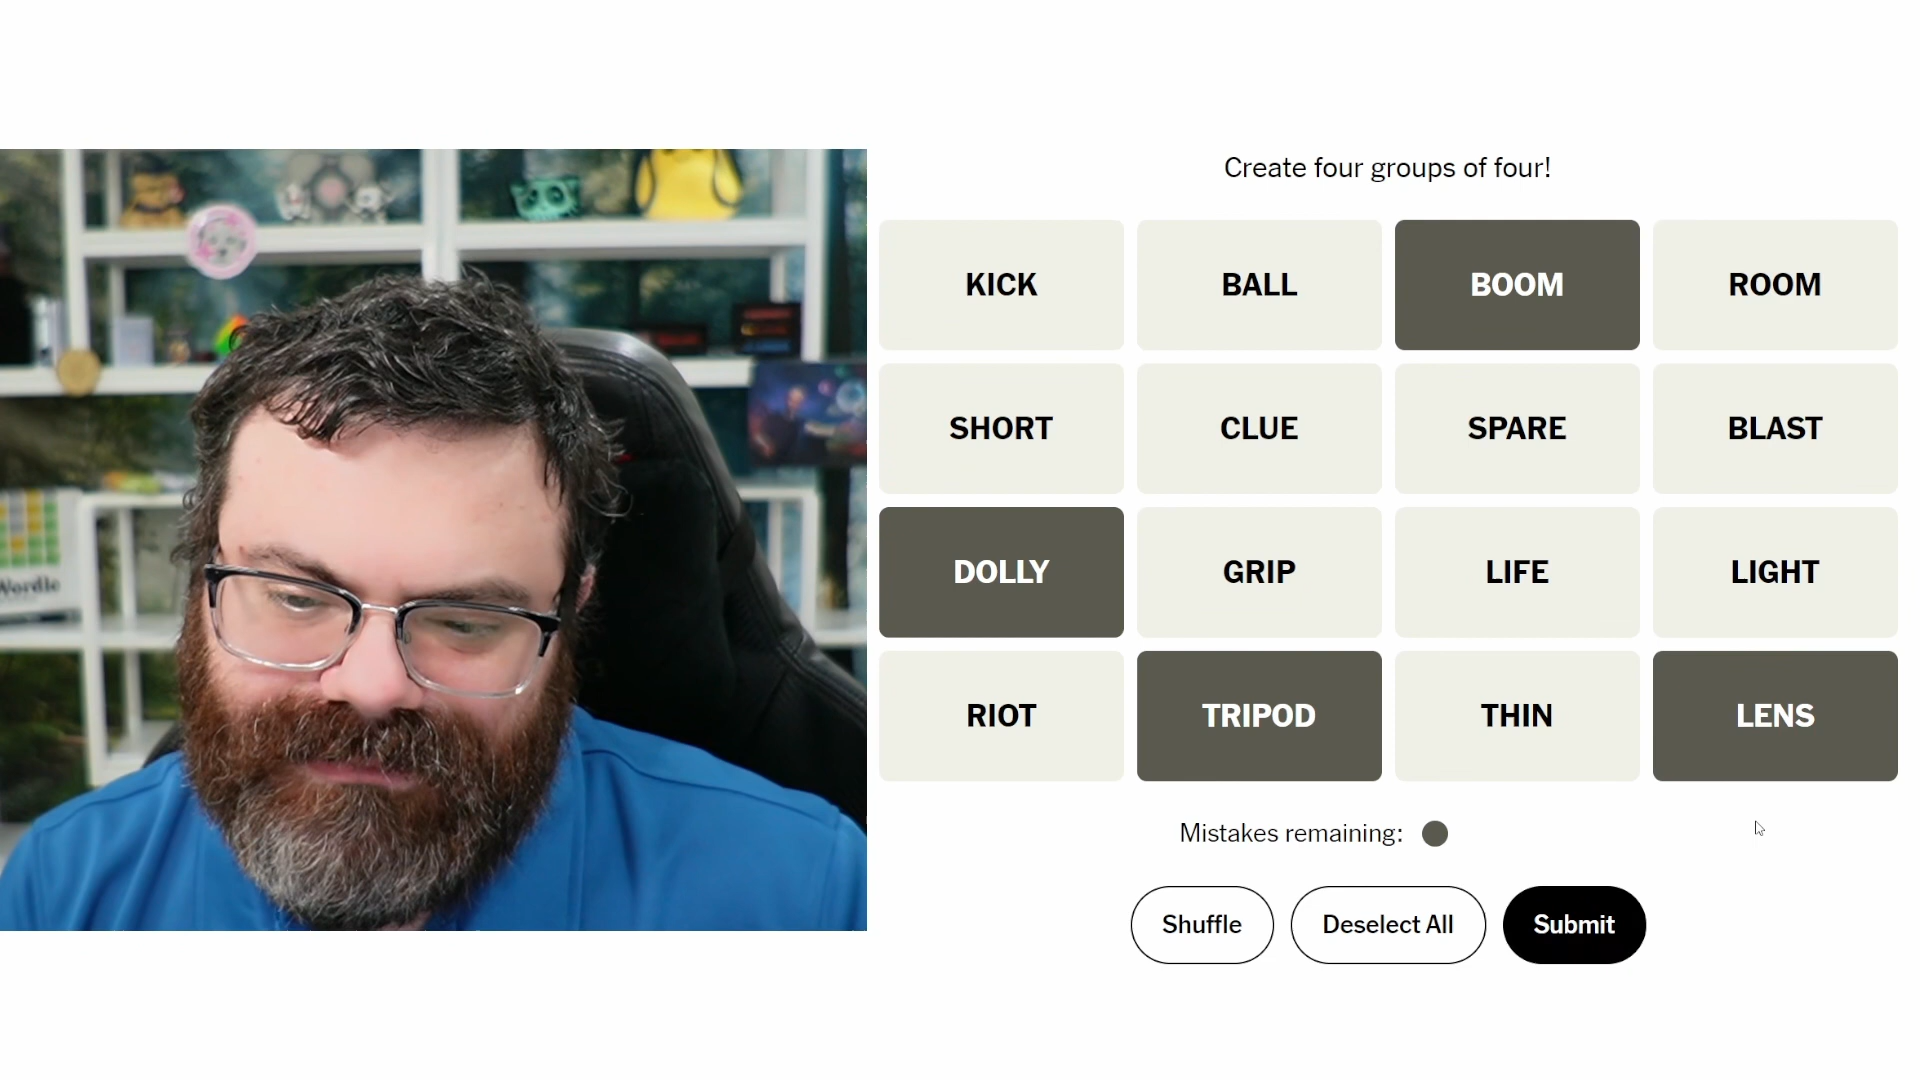 Create four groups of four!
KICK
BALL
BOOM
ROOM
SHORT
CLUE
SPARE
BLAST
DOLLY
GRIP
LIFE
LIGHT
RIOT
TRIPOD
THIN
LENS
Mistakes remaining:
Shuffle
Deselect All
Submit
Wordle